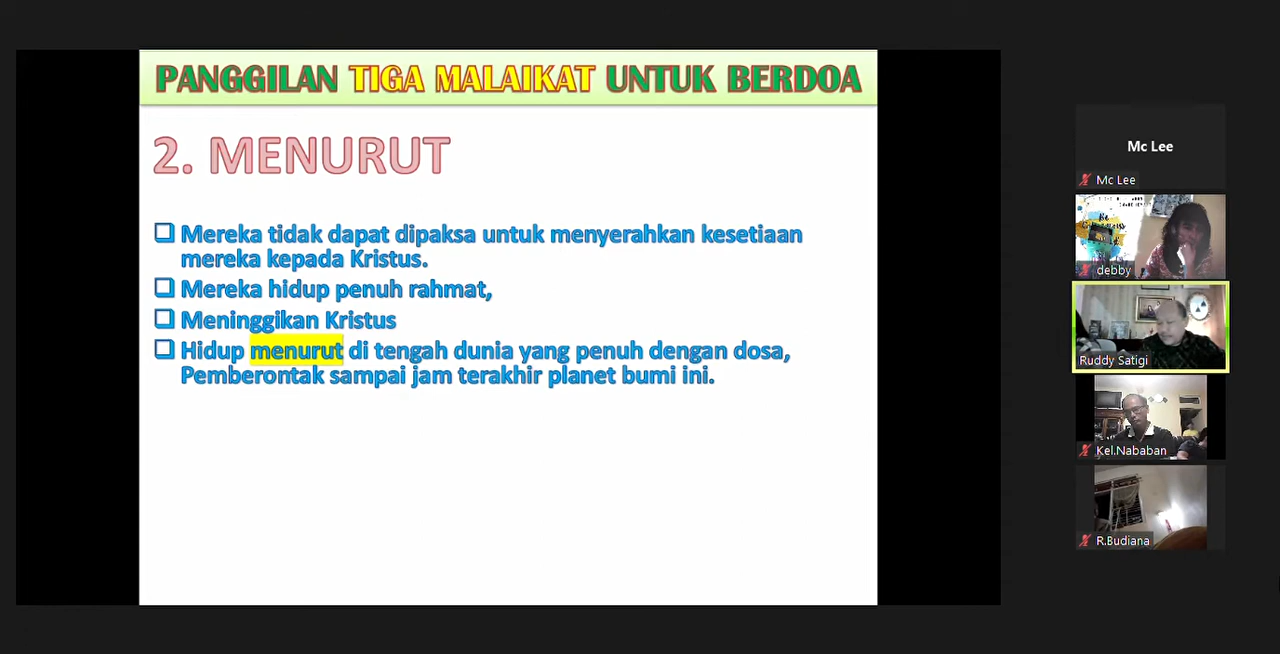 PANGGILAN TIGA MALAIKAT UNTUK BERDOA
2. MENURUT
Mereka tidak dapat dipaksa untuk menyerahkan kesetiaan
mereka kepada Kristus.
Mereka hidup penuh rahmat,
Meninggikan Kristus
Hidup menurut di tengah dunia yang penuh dengan dosa,
Pemberontak sampai jam terakhir planet bumi ini.
Mc Lee
Mc Lee
debby
Ruddy Satigi
Kel.Nababan
R.Budiana